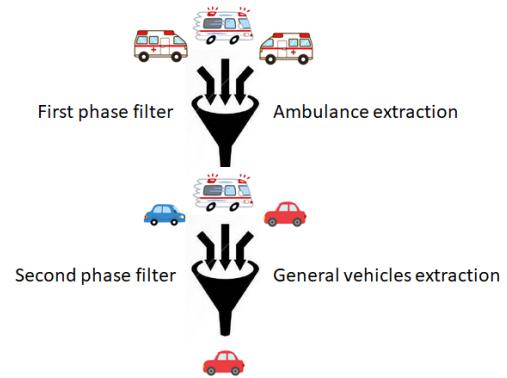 First phase filter
Ambulance extraction
Second phase filter
General vehicles extraction